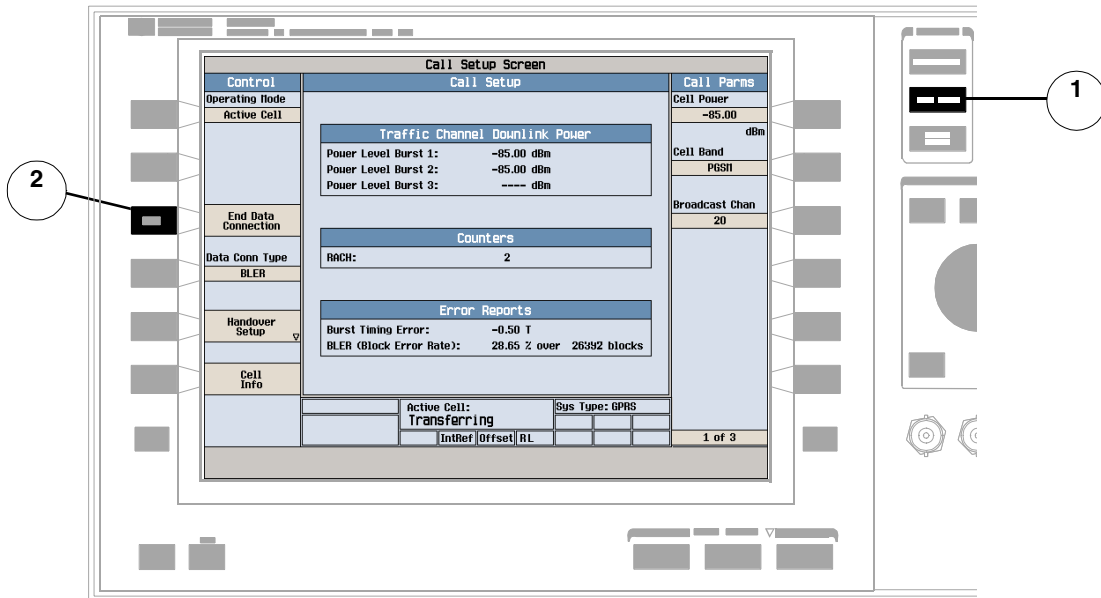 Call Setup Screen
Control
Call Setup
Call Parms
Operating Mode
Active Cell
End Data
Connection
Data Conn Type
BLER
Handover
Setup
Cell
Info
Traffic Channel Downlink Power
Power Level Burst 1: -85.00 dBm
Power Level Burst 2: -85.00 dBm
Power Level Burst 3: ---- dBm
Counters
RACH: 2
Error Reports
Burst Timing Error: -0.50 T
BLER (Block Error Rate): 28.65 % over 26392 blocks
Cell Power
-85.00
dBm
Cell Band
PGSM
Broadcast Chan
20
Active Cell:
Transferring
Sys Type: GPRS
IntRef Offset RL
1 of 3
1
2